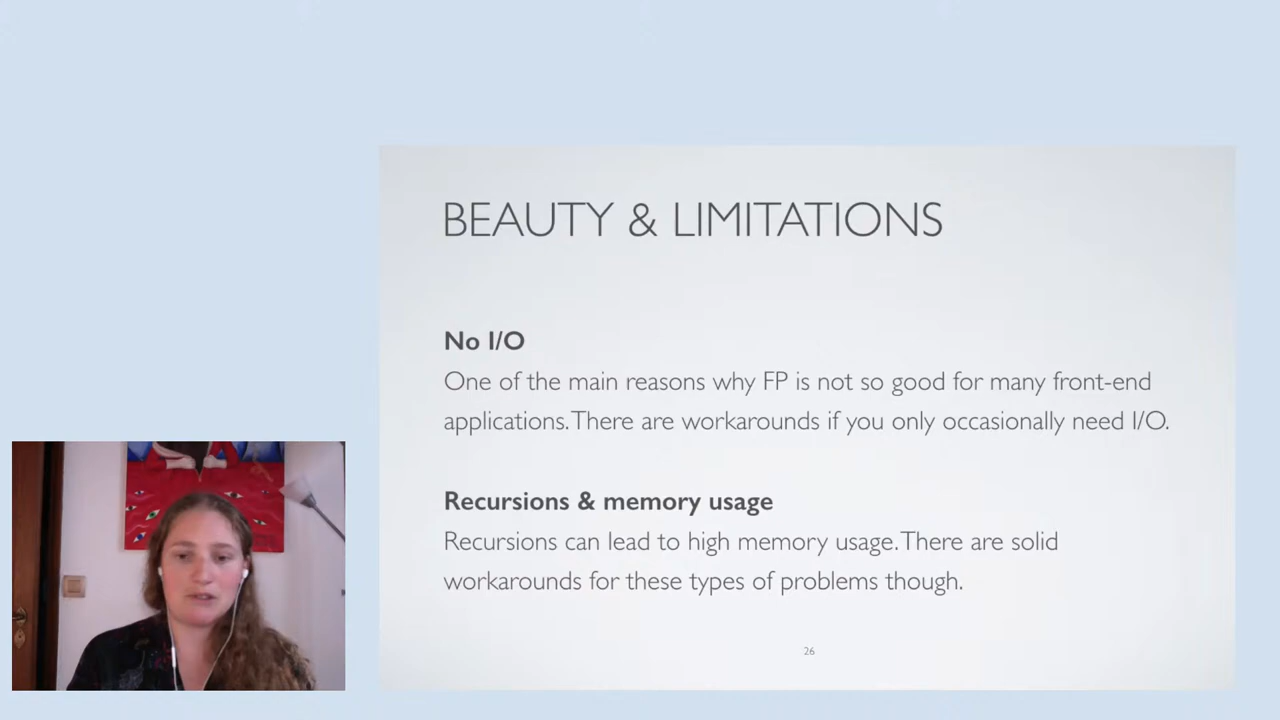 BEAUTY & LIMITATIONS
No I/O
One of the main reasons why FP is not so good for many front-end
applications. There are workarounds if you only occasionally need I/O.
Recursions & memory usage
Recursions can lead to high memory usage. There are solid
workarounds for these types of problems though.
26